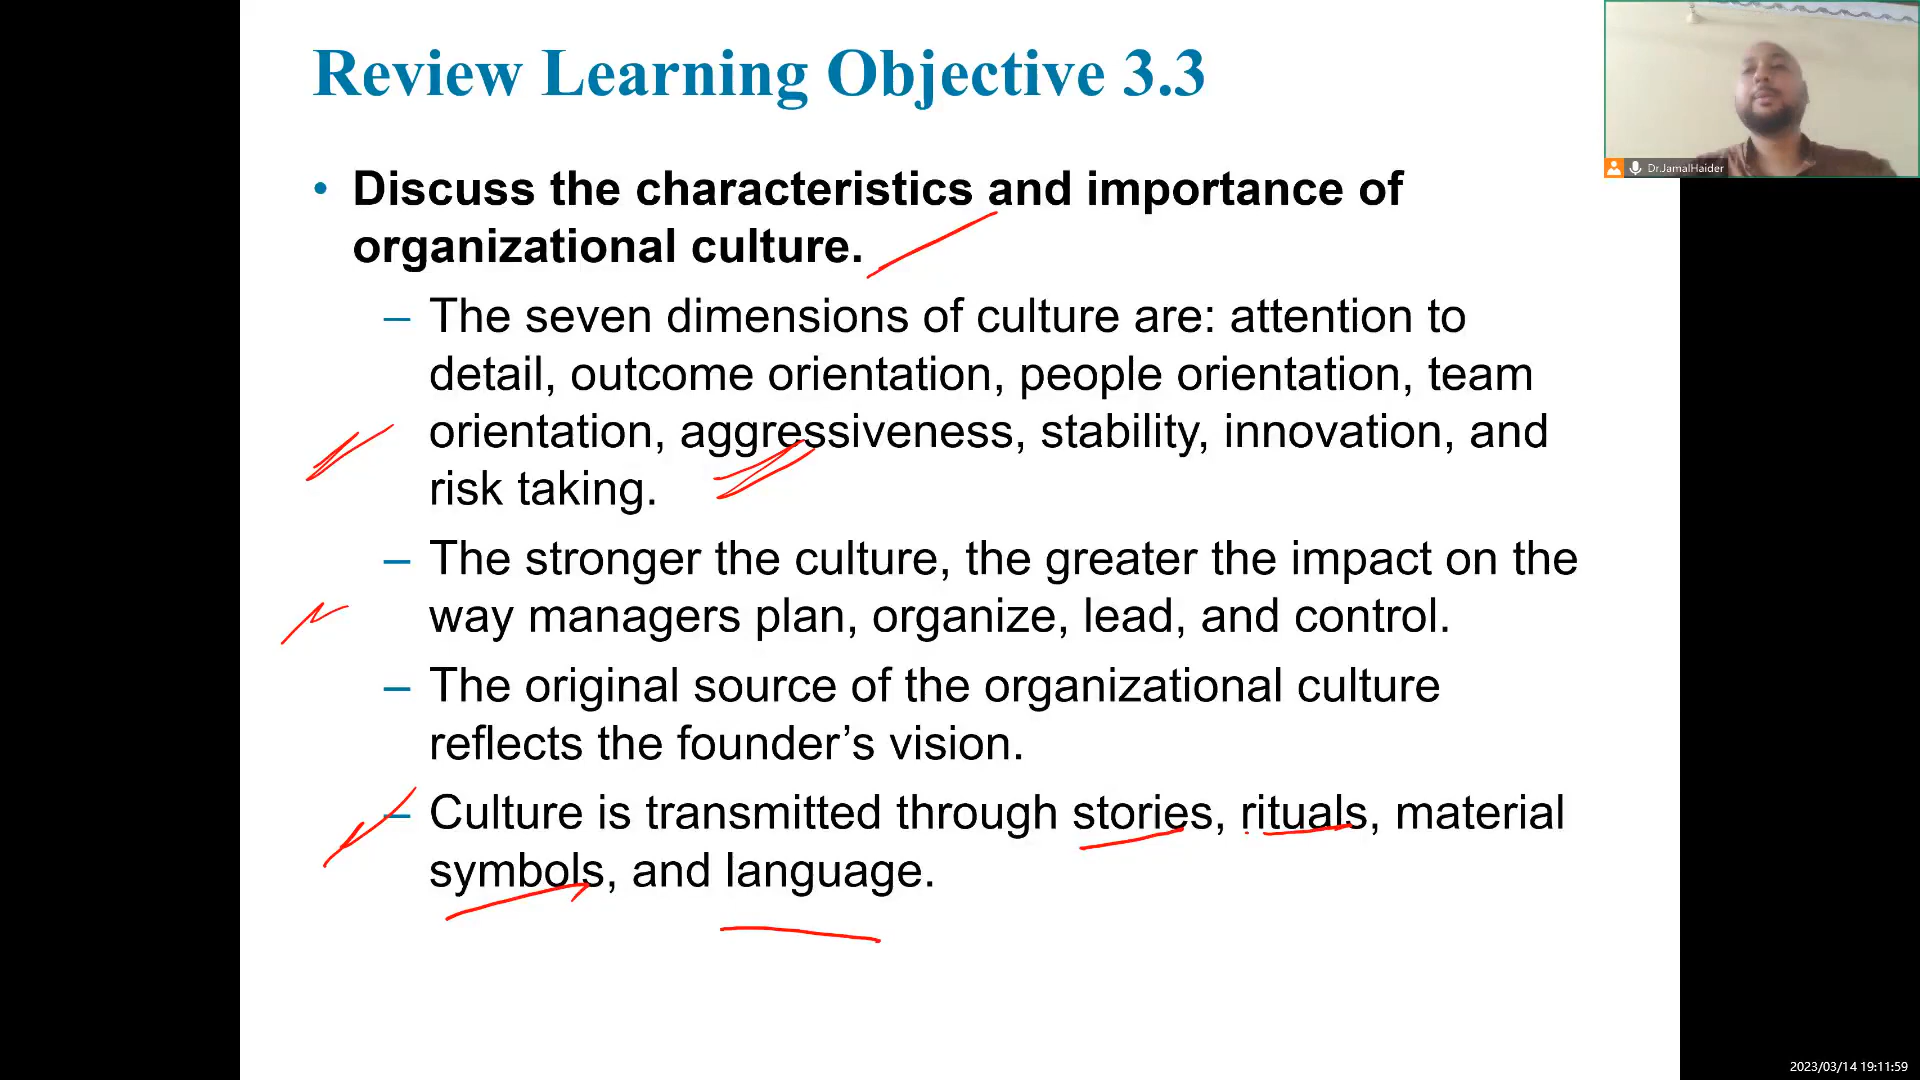 Review Learning Objective 3.3
• Discuss the characteristics and importance of
organizational culture.
– The seven dimensions of culture are: attention to
detail, outcome orientation, people orientation, team
orientation, aggressiveness, stability, innovation, and
risk taking.
– The stronger the culture, the greater the impact on the
way managers plan, organize, lead, and control.
– The original source of the organizational culture
reflects the founder’s vision.
– Culture is transmitted through stories, rituals, material
symbols, and language.
Dr.JamalHaider
2023/03/14 19:11:59